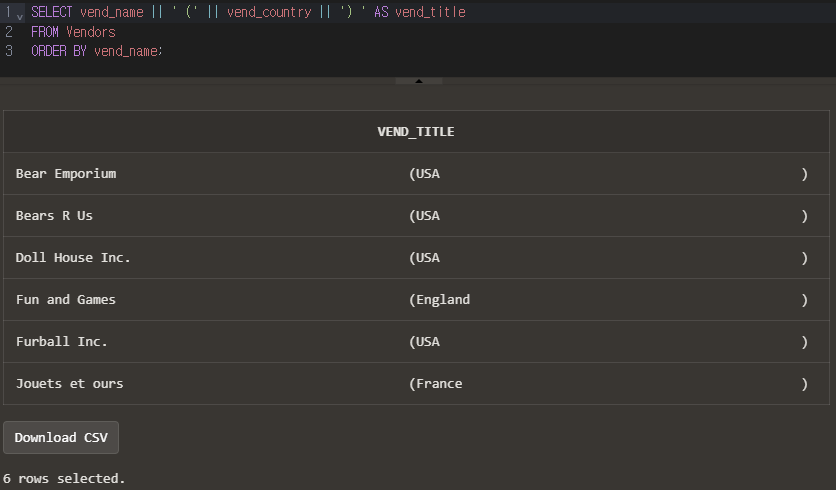 1 SELECT vend_name || ' (' || vend_country || ') ' AS vend_title
2 FROM Vendors
3 ORDER BY vend_name;
VEND_TITLE
Bear Emporium (USA )
Bears R Us (USA )
Doll House Inc. (USA )
Fun and Games (England )
Furball Inc. (USA )
Jouets et ours (France )
Download CSV
6 rows selected.